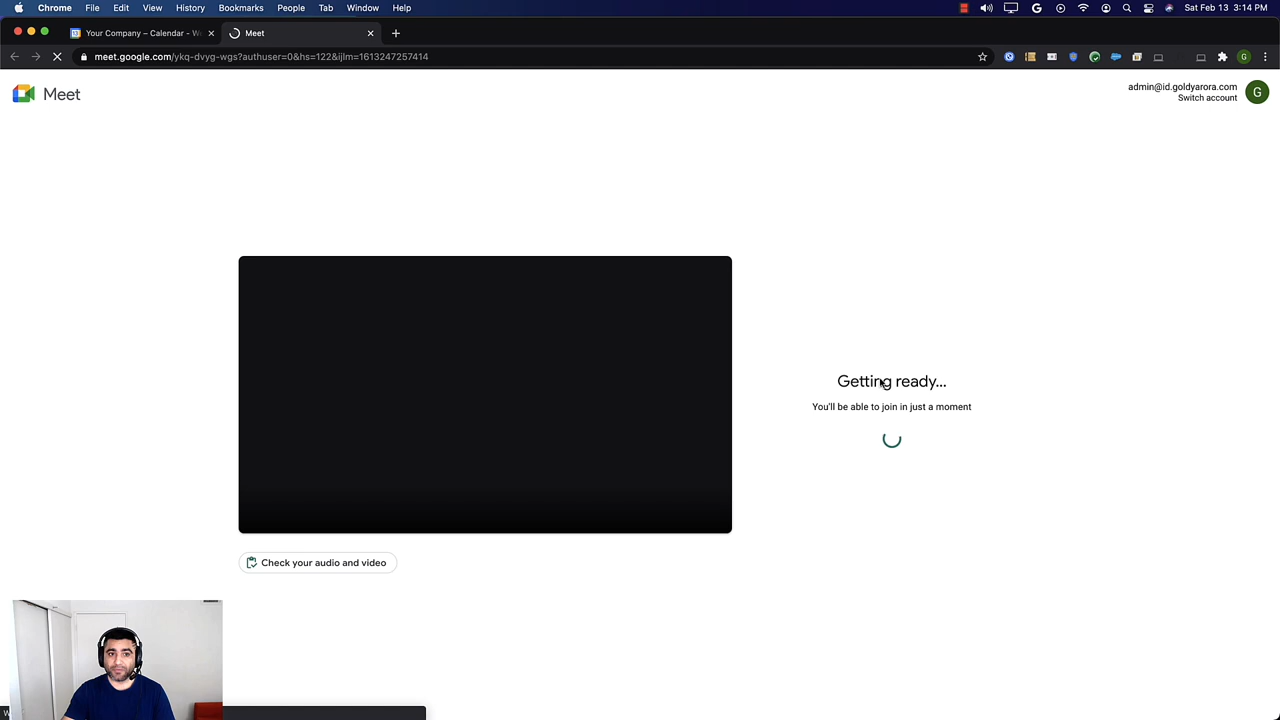 Chrome File Edit View History Bookmarks People Tab Window Help Sat Feb 13 3:14 PM
Your Company – Calendar - W
Meet
meet.google.com/ykq-dvyg-wgs?authuser=0&hs=122&ijlm=1613247257414
G
Meet
admin@id.goldyarora.com
Switch account
G
Getting ready...
You'll be able to join in just a moment
Check your audio and video